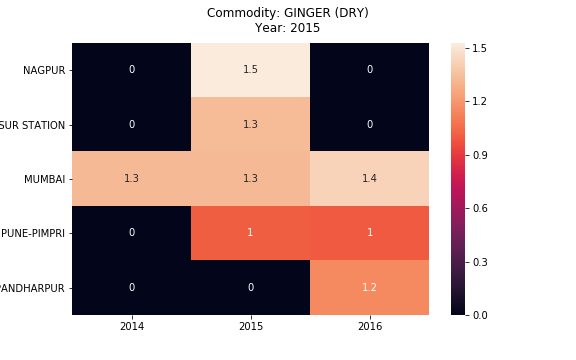 Commodity: GINGER (DRY)
Year: 2015
NAGPUR 0 1.5 0
SUR STATION 0 1.3 0
MUMBAI 1.3 1.3 1.4
PUNE-PIMPRI 0 1 1
PANDHARPUR 0 0 1.2
2014 2015 2016
1.5
1.2
0.9
0.6
0.3
0.0